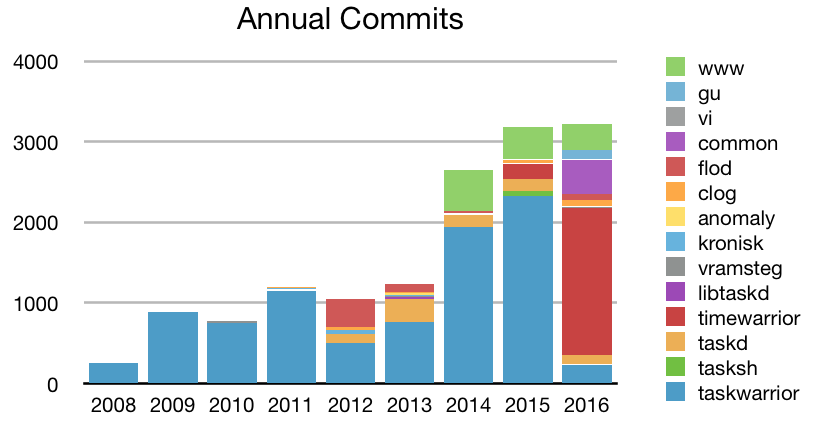 Annual Commits
4000
3000
2000
1000
0
2008 2009 2010 2011 2012 2013 2014 2015 2016
www
gu
vi
common
flod
clog
anomaly
kronisk
vramsteg
libtaskd
timewarrior
taskd
tasksh
taskwarrior